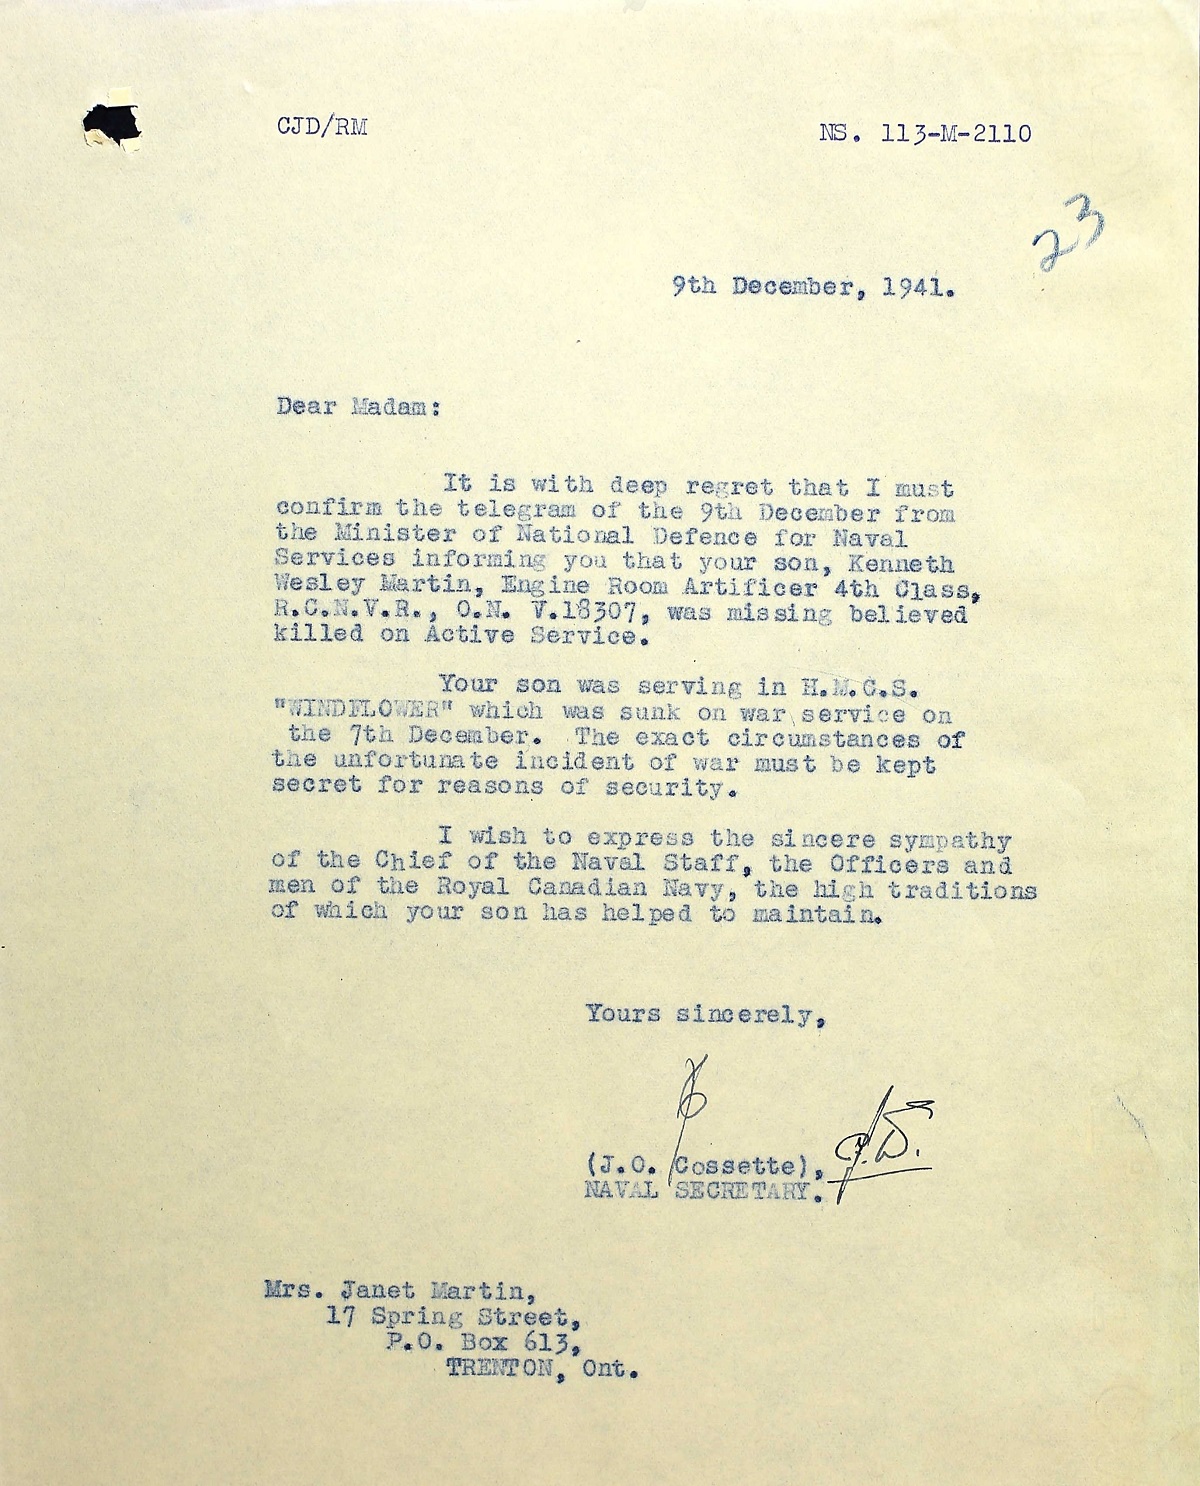 CJD/RM NS. 113-M-2110
23
9th December, 1941.
Dear Madam:
It is with deep regret that I must
confirm the telegram of the 9th December from
the Minister of National Defence for Naval
Services informing you that your son, Kenneth
Wesley Martin, Engine Room Artificer 4th Class,
R.C.N.V.R., O.N. V.18307, was missing believed
killed on Active Service.
Your son was serving in H.M.C.S.
"WINDFLOWER" which was sunk on war service on
the 7th December. The exact circumstances of
the unfortunate incident of war must be kept
secret for reasons of security.
I wish to express the sincere sympathy
of the Chief of the Naval Staff, the Officers and
men of the Royal Canadian Navy, the high traditions
of which your son has helped to maintain.
Yours sincerely,
(J.O. Cossette),
NAVAL SECRETARY.
Mrs. Janet Martin,
17 Spring Street,
P.O. Box 613,
TRENTON, Ont.